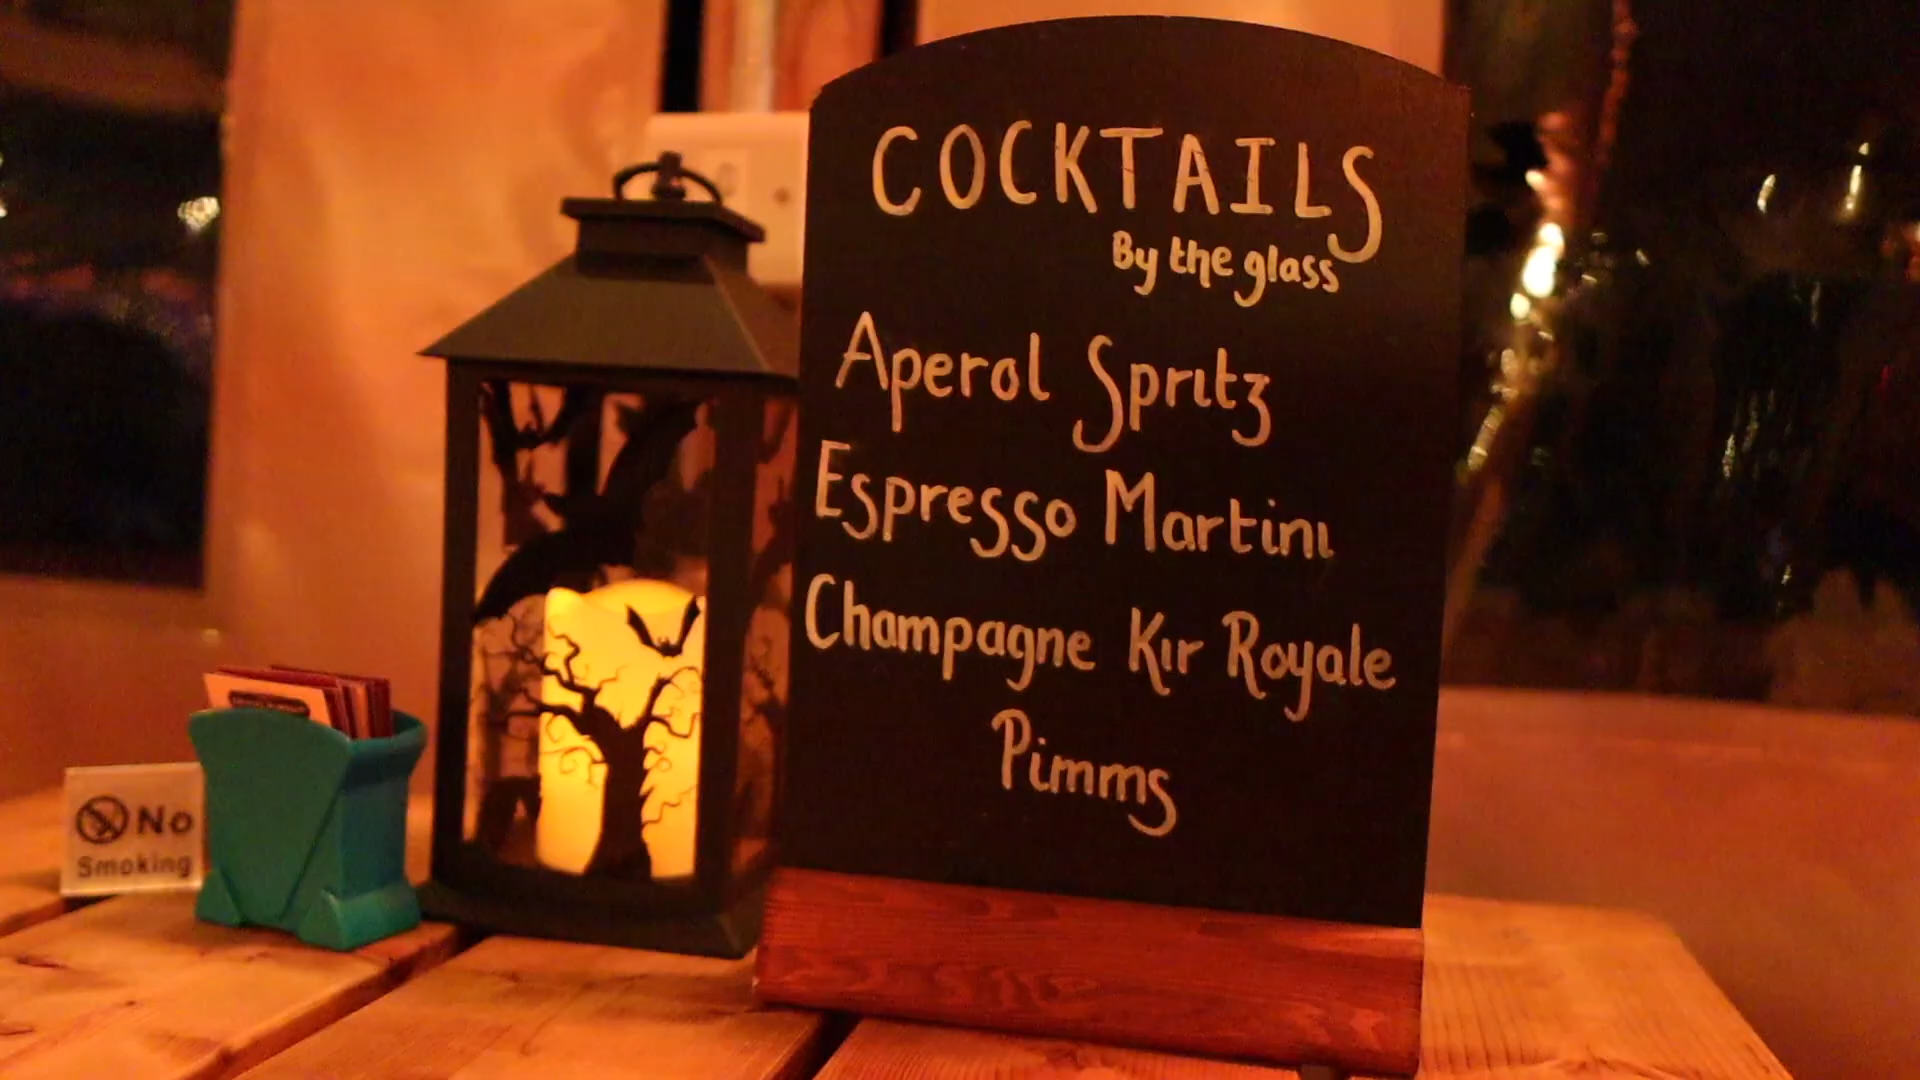 COCKTAILS
By the glass
Aperol Spritz
Espresso Martini
Champagne Kir Royale
Pimms
No
Smoking